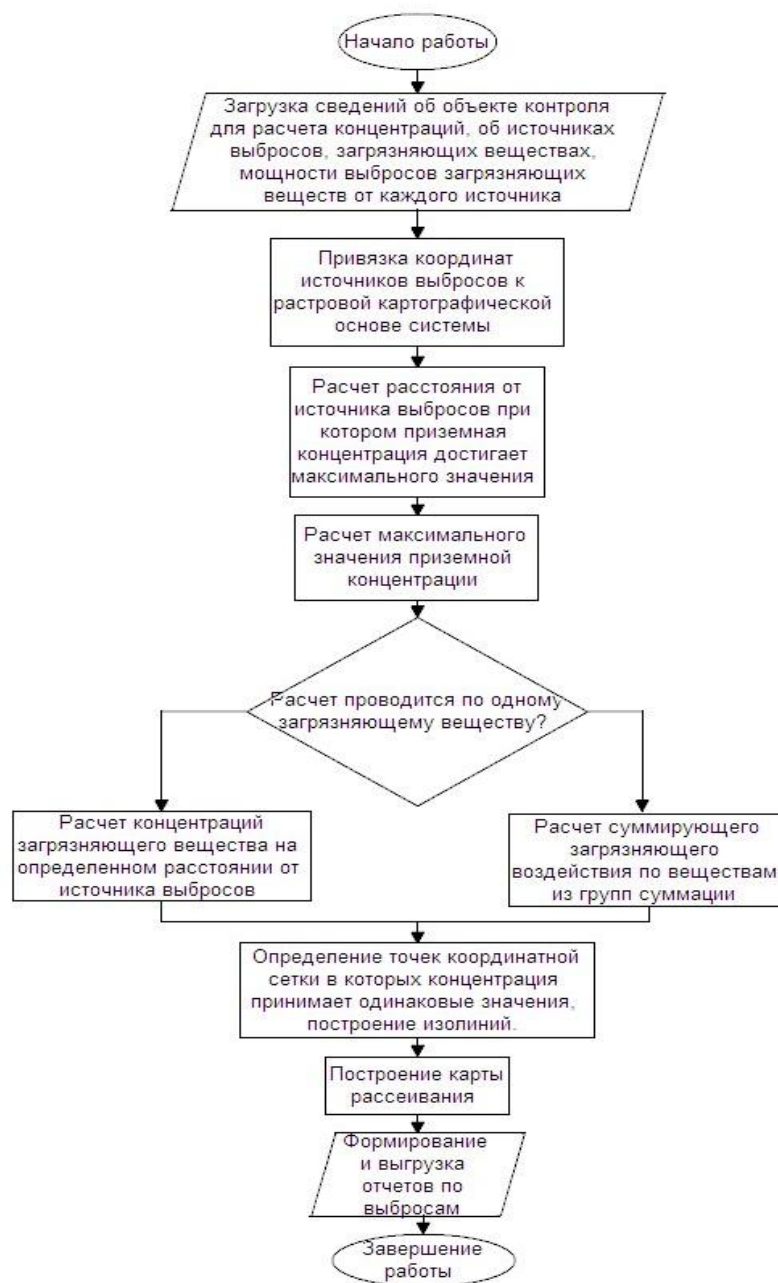 Начало работы
Загрузка сведений об объекте контроля
для расчета концентраций, об источниках
выбросов, загрязняющих веществах,
мощности выбросов загрязняющих
веществ от каждого источника
Привязка координат
источников выбросов к
растровой картографической
основе системы
Расчет расстояния от
источника выбросов при
котором приземная
концентрация достигает
максимального значения
Расчет максимального
значения приземной
концентрации
Расчет проводится по одному
загрязняющему веществу?
Расчет концентраций
загрязняющего вещества на
определенном расстоянии от
источника выбросов
Расчет суммирующего
загрязняющего
воздействия по веществам
из групп суммации
Определение точек координатной
сетки в которых концентрация
принимает одинаковые значения,
построение изолиний.
Построение карты
рассеивания
Формирование
и выгрузка
отчетов по
выбросам
Завершение
работы